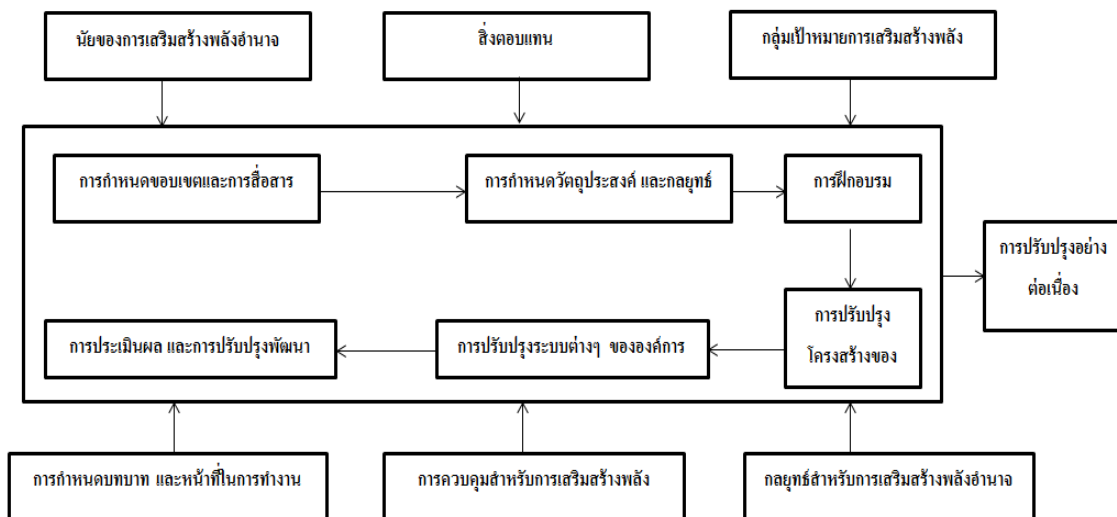 นัยของการเสริมสร้างพลังอำนาจ
สิ่งตอบแทน
กลุ่มเป้าหมายการเสริมสร้างพลัง
การกำหนดขอบเขตและการสื่อสาร
การกำหนดวัตถุประสงค์ และกลยุทธ์
การฝึกอบรม
การปรับปรุงอย่าง
ต่อเนื่อง
การปรับปรุง
โครงสร้างของ
การปรับปรุงระบบต่างๆ ขององค์การ
การประเมินผล และการปรับปรุงพัฒนา
การกำหนดบทบาท และหน้าที่ในการทำงาน
การควบคุมสำหรับการเสริมสร้างพลัง
กลยุทธ์สำหรับการเสริมสร้างพลังอำนาจ